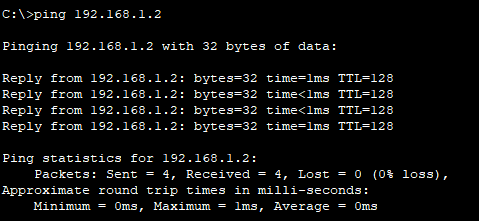 C:\>ping 192.168.1.2
Pinging 192.168.1.2 with 32 bytes of data:
Reply from 192.168.1.2: bytes=32 time=1ms TTL=128
Reply from 192.168.1.2: bytes=32 time<1ms TTL=128
Reply from 192.168.1.2: bytes=32 time<1ms TTL=128
Reply from 192.168.1.2: bytes=32 time=1ms TTL=128
Ping statistics for 192.168.1.2:
Packets: Sent = 4, Received = 4, Lost = 0 (0% loss),
Approximate round trip times in milli-seconds:
Minimum = 0ms, Maximum = 1ms, Average = 0ms